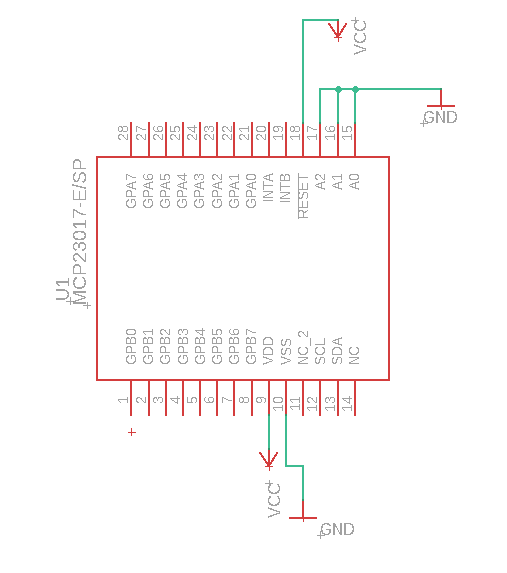 VCC
GND
28 27 26 25 24 23 22 21 20 19 18 17 16 15
GPA7 GPA6 GPA5 GPA4 GPA3 GPA2 GPA1 GPA0 INTA INTB RESET A2 A1 A0
U1
MCP23017-E/SP
GPB0 GPB1 GPB2 GPB3 GPB4 GPB5 GPB6 GPB7 VDD VSS NC_2 SCL SDA NC
1 2 3 4 5 6 7 8 9 10 11 12 13 14
VCC
GND